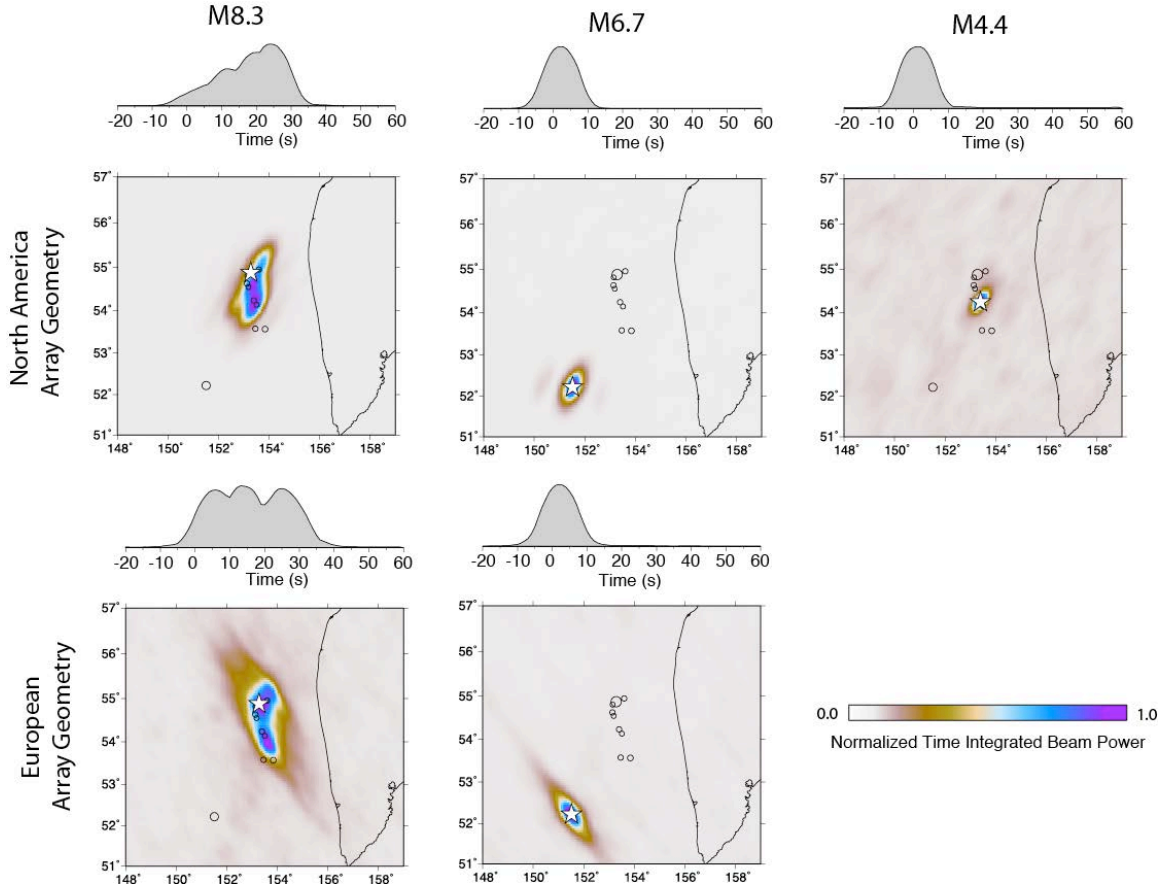 M8.3
M6.7
M4.4
-20 -10 0 10 20 30 40 50 60
Time (s)
-20 -10 0 10 20 30 40 50 60
Time (s)
-20 -10 0 10 20 30 40 50 60
Time (s)
North America
Array Geometry
57˚
56˚
55˚
54˚
53˚
52˚
51˚
148˚ 150˚ 152˚ 154˚ 156˚ 158˚
57˚
56˚
55˚
54˚
53˚
52˚
51˚
148˚ 150˚ 152˚ 154˚ 156˚ 158˚
57˚
56˚
55˚
54˚
53˚
52˚
51˚
148˚ 150˚ 152˚ 154˚ 156˚ 158˚
-20 -10 0 10 20 30 40 50 60
Time (s)
-20 -10 0 10 20 30 40 50 60
Time (s)
European
Array Geometry
57˚
56˚
55˚
54˚
53˚
52˚
51˚
148˚ 150˚ 152˚ 154˚ 156˚ 158˚
57˚
56˚
55˚
54˚
53˚
52˚
51˚
148˚ 150˚ 152˚ 154˚ 156˚ 158˚
0.0 1.0
Normalized Time Integrated Beam Power